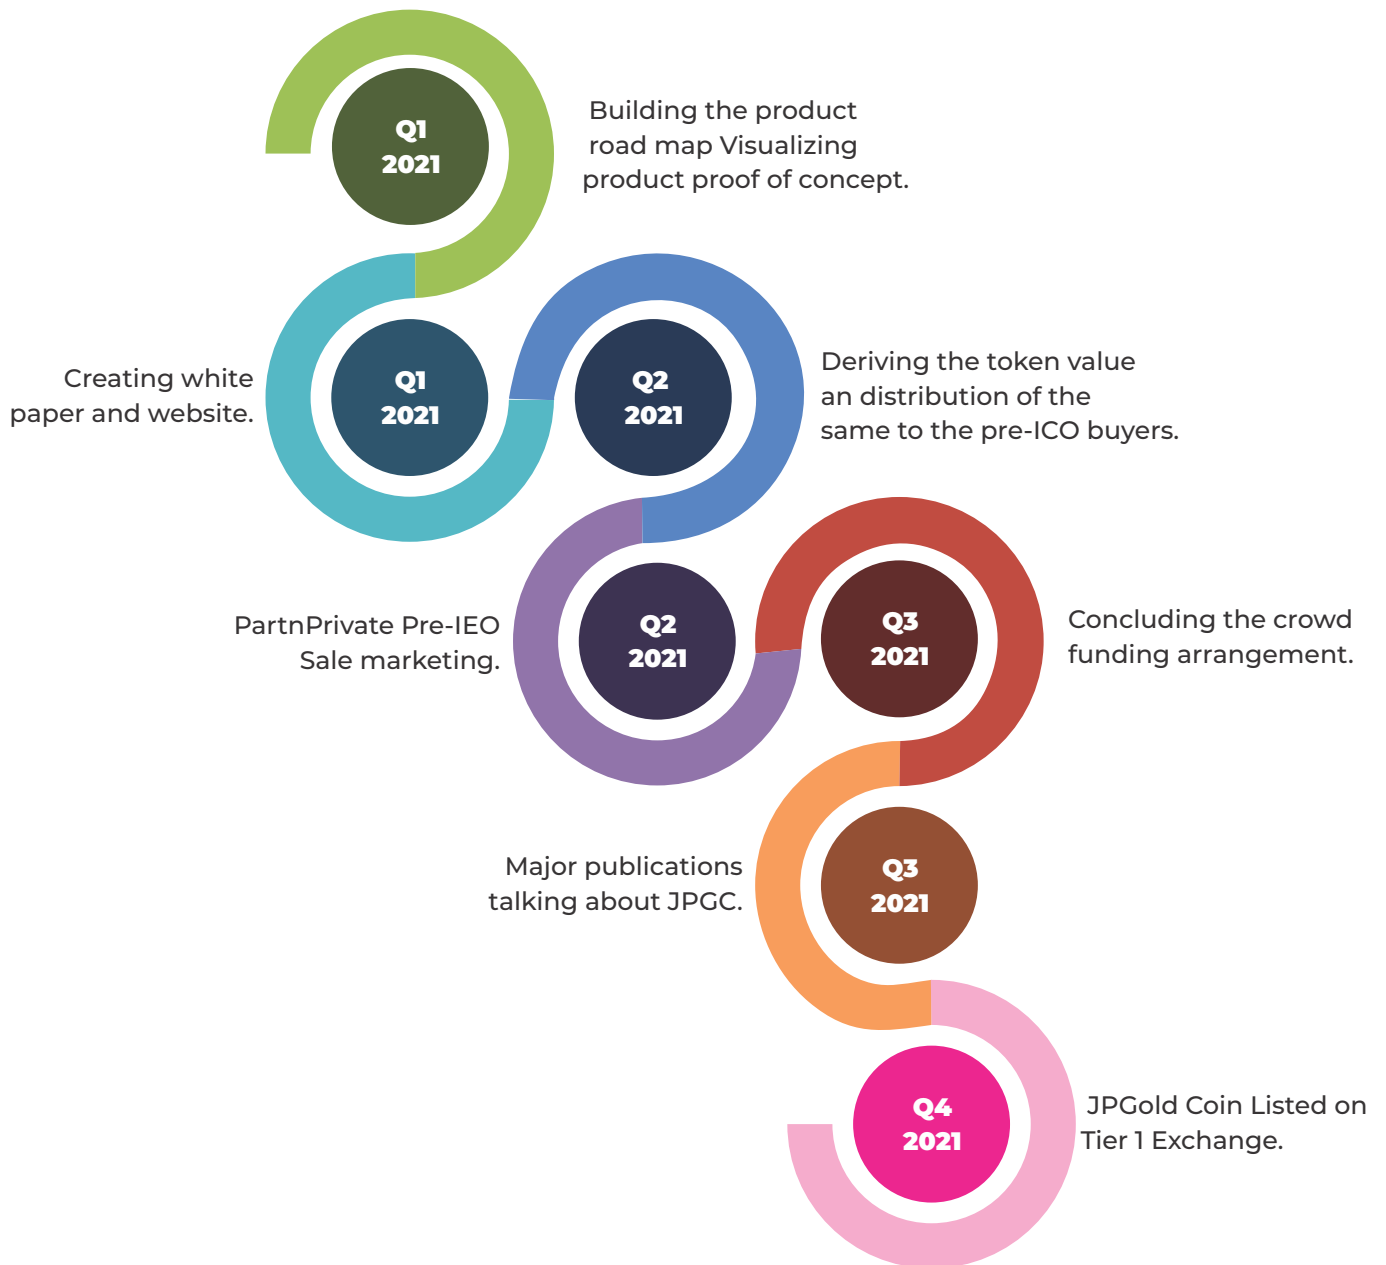 Q1
2021
Building the product
road map Visualizing
product proof of concept.
Creating white
paper and website.
Q1
2021
Q2
2021
Deriving the token value
an distribution of the
same to the pre-ICO buyers.
PartnPrivate Pre-IEO
Sale marketing.
Q2
2021
Q3
2021
Concluding the crowd
funding arrangement.
Major publications
talking about JPGC.
Q3
2021
Q4
2021
JPGold Coin Listed on
Tier 1 Exchange.